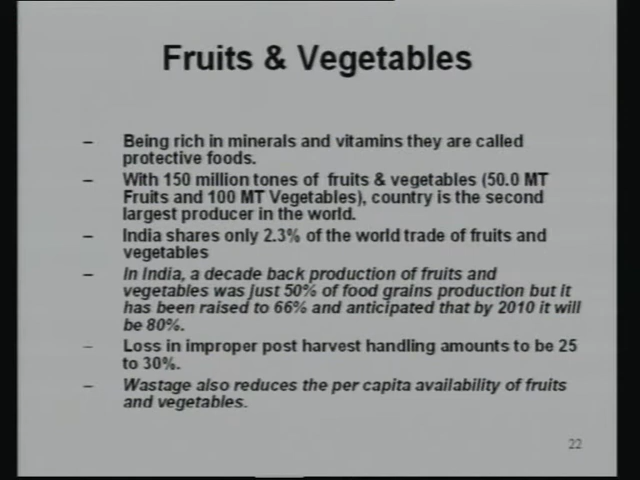 Fruits & Vegetables
– Being rich in minerals and vitamins they are called
protective foods.
– With 150 million tones of fruits & vegetables (50.0 MT
Fruits and 100 MT Vegetables), country is the second
largest producer in the world.
– India shares only 2.3% of the world trade of fruits and
vegetables
– In India, a decade back production of fruits and
vegetables was just 50% of food grains production but it
has been raised to 66% and anticipated that by 2010 it will
be 80%.
– Loss in improper post harvest handling amounts to be 25
to 30%.
– Wastage also reduces the per capita availability of fruits
and vegetables.
22